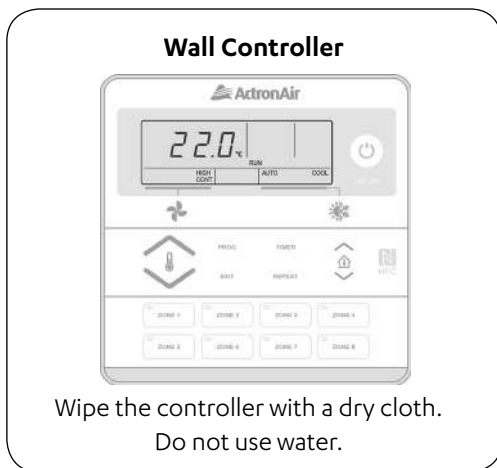 Wall Controller
ActronAir
22.0 °C
RUN
HIGH AUTO COOL
CONT
PROG TIMER
EXIT REPEAT NFC
ZONE 1 ZONE 2 ZONE 3 ZONE 4
ZONE 5 ZONE 6 ZONE 7 ZONE 8
Wipe the controller with a dry cloth.
Do not use water.